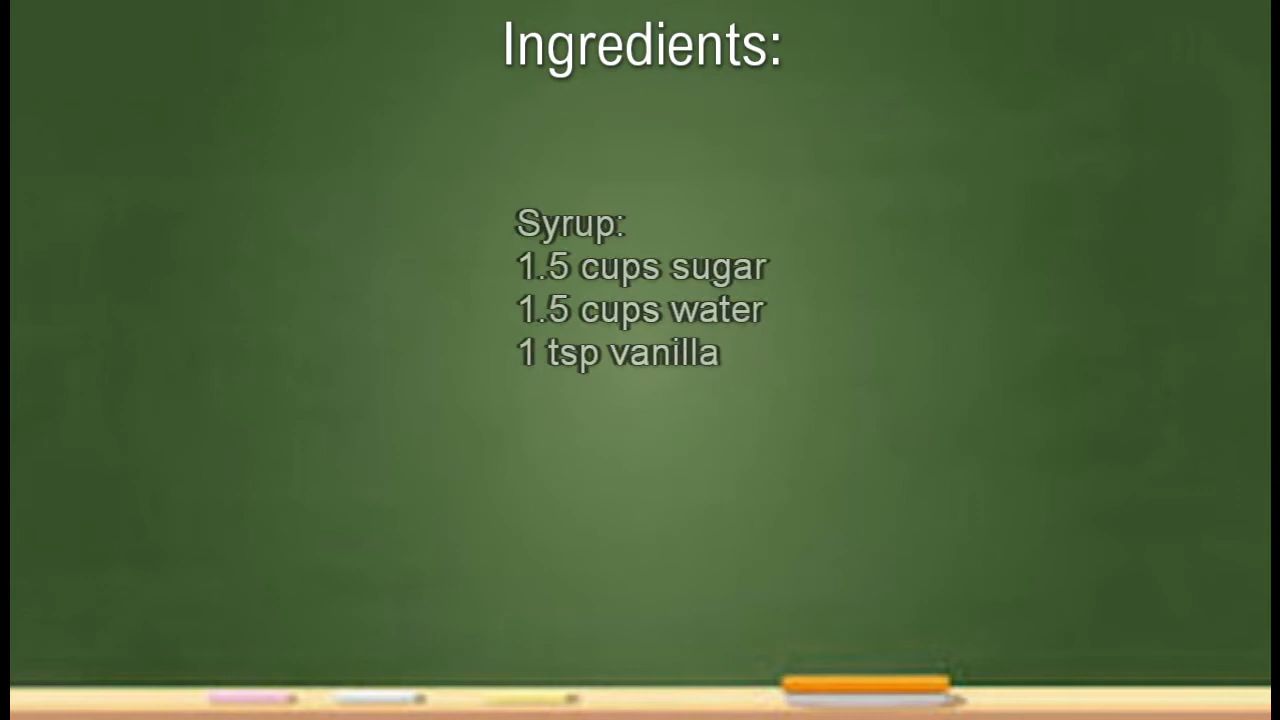 Ingredients:
Syrup:
1.5 cups sugar
1.5 cups water
1 tsp vanilla